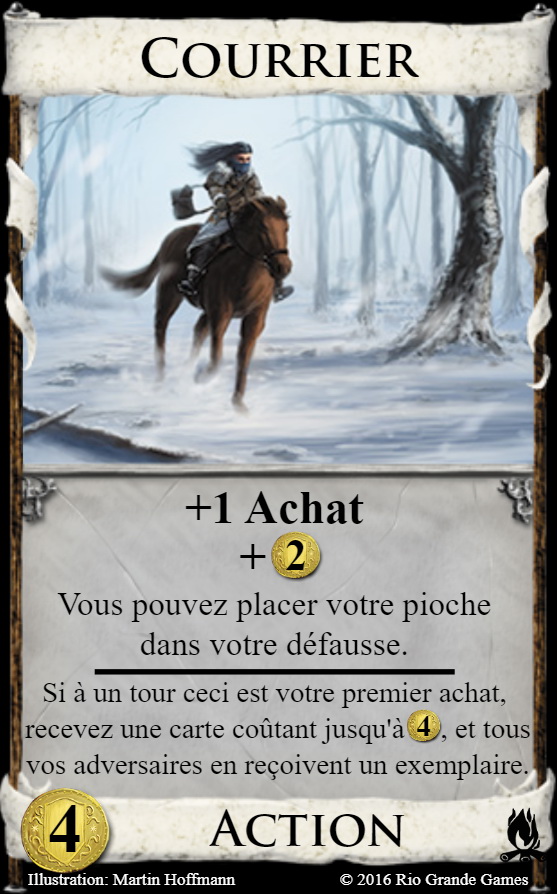 COURRIER
+1 Achat
+ 2
Vous pouvez placer votre pioche
dans votre défausse.
Si à un tour ceci est votre premier achat,
recevez une carte coûtant jusqu'à 4, et tous
vos adversaires en reçoivent un exemplaire.
4 ACTION
Illustration: Martin Hoffmann © 2016 Rio Grande Games